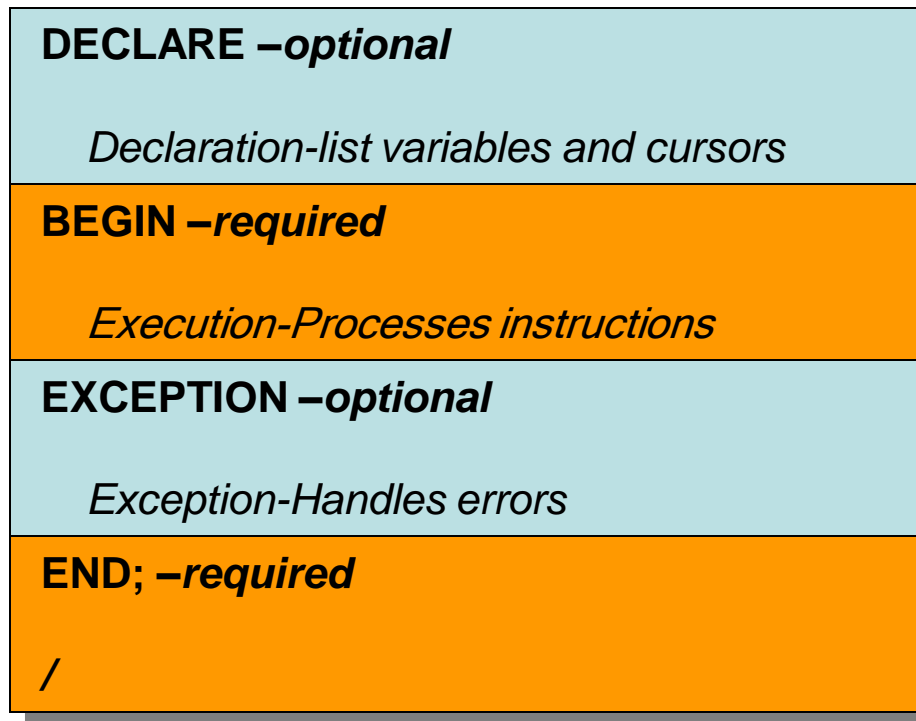 DECLARE –optional
Declaration-list variables and cursors
BEGIN –required
Execution-Processes instructions
EXCEPTION –optional
Exception-Handles errors
END; –required
/